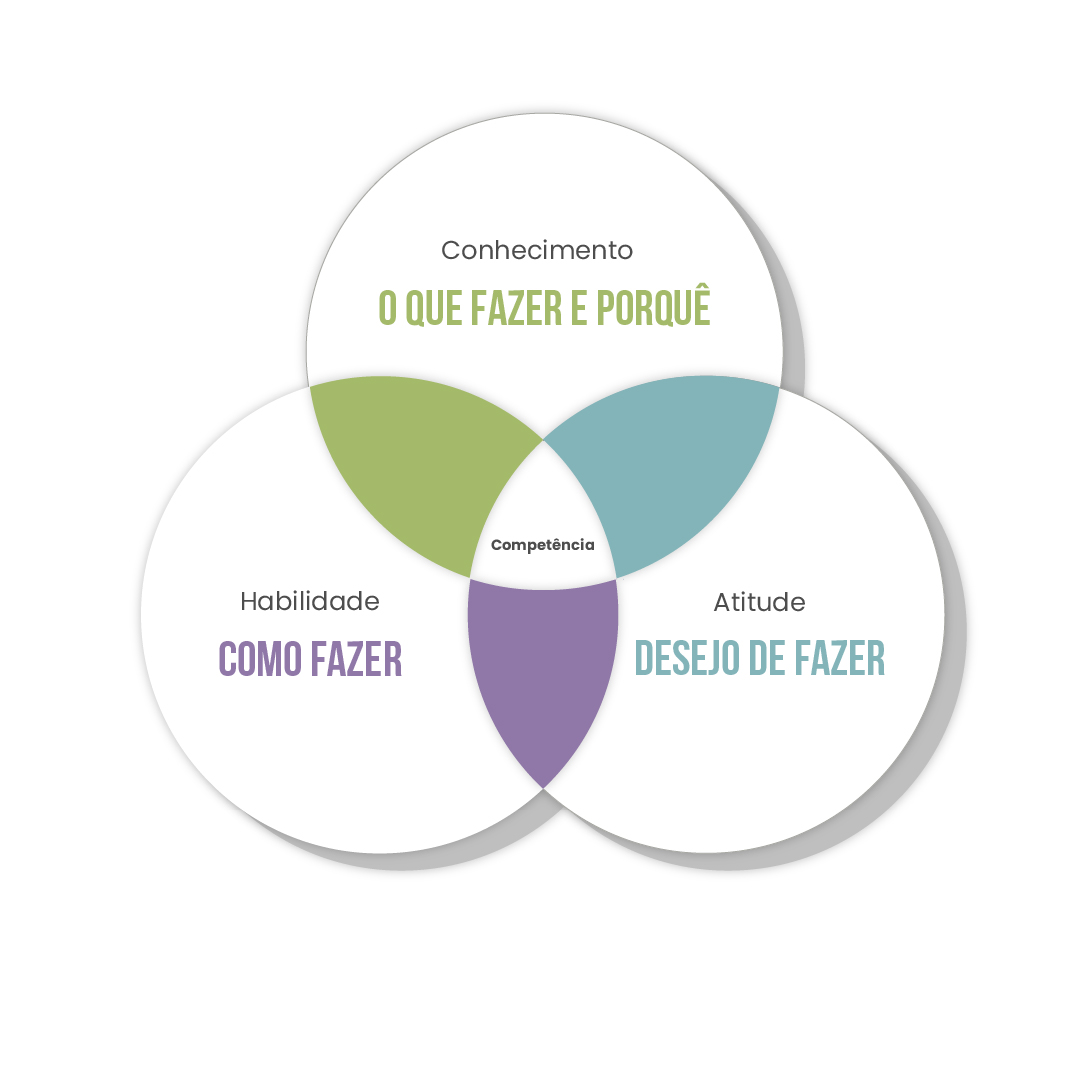 Conhecimento
O QUE FAZER E PORQUÊ
Competência
Habilidade
COMO FAZER
Atitude
DESEJO DE FAZER